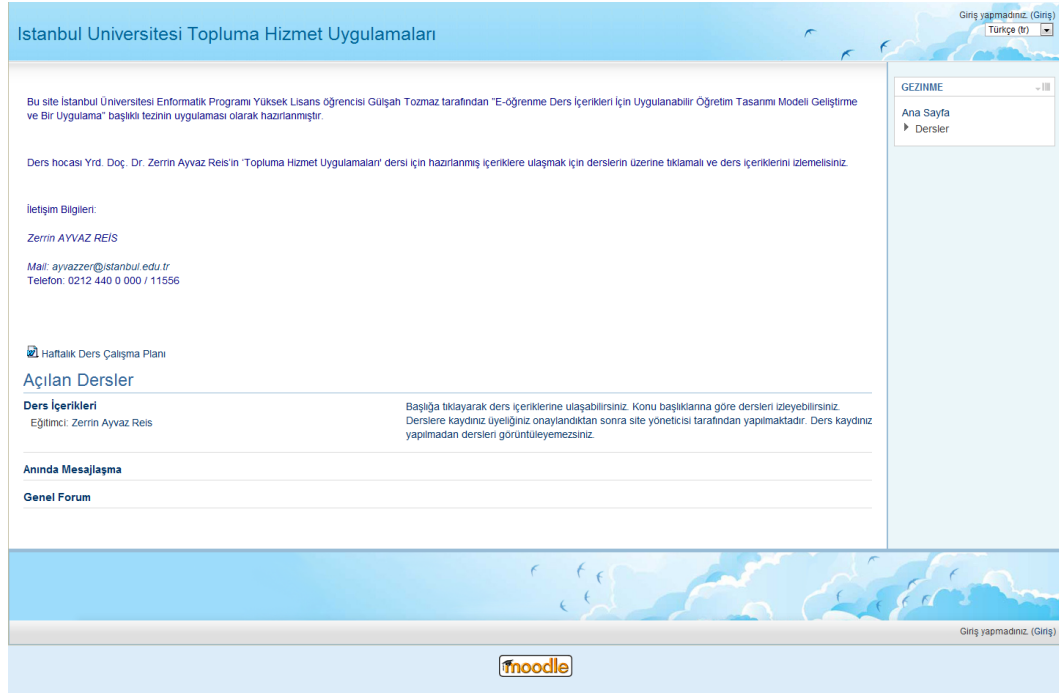 Giriş yapmadınız. (Giriş)
Istanbul Universitesi Topluma Hizmet Uygulamaları
Türkçe (tr)
GEZINME
Ana Sayfa
Dersler
Bu site İstanbul Üniversitesi Enformatik Programı Yüksek Lisans öğrencisi Gülşah Tozmaz tarafından "E-öğrenme Ders İçerikleri İçin Uygulanabilir Öğretim Tasarımı Modeli Geliştirme
ve Bir Uygulama" başlıklı tezinin uygulaması olarak hazırlanmıştır.
Ders hocası Yrd. Doç. Dr. Zerrin Ayvaz Reis'in 'Topluma Hizmet Uygulamaları' dersi için hazırlanmış içeriklere ulaşmak için derslerin üzerine tıklamalı ve ders içeriklerini izlemelisiniz.
İletişim Bilgileri:
Zerrin AYVAZ REİS
Mail: ayvazzer@istanbul.edu.tr
Telefon: 0212 440 0 000 / 11556
Haftalık Ders Çalışma Planı
Açılan Dersler
Ders İçerikleri
Eğitimci: Zerrin Ayvaz Reis
Başlığa tıklayarak ders içeriklerine ulaşabilirsiniz. Konu başlıklarına göre dersleri izleyebilirsiniz.
Derslere kaydınız üyeliğiniz onaylandıktan sonra site yöneticisi tarafından yapılmaktadır. Ders kaydınız
yapılmadan dersleri görüntüleyemezsiniz.
Anında Mesajlaşma
Genel Forum
Giriş yapmadınız. (Giriş)
moodle